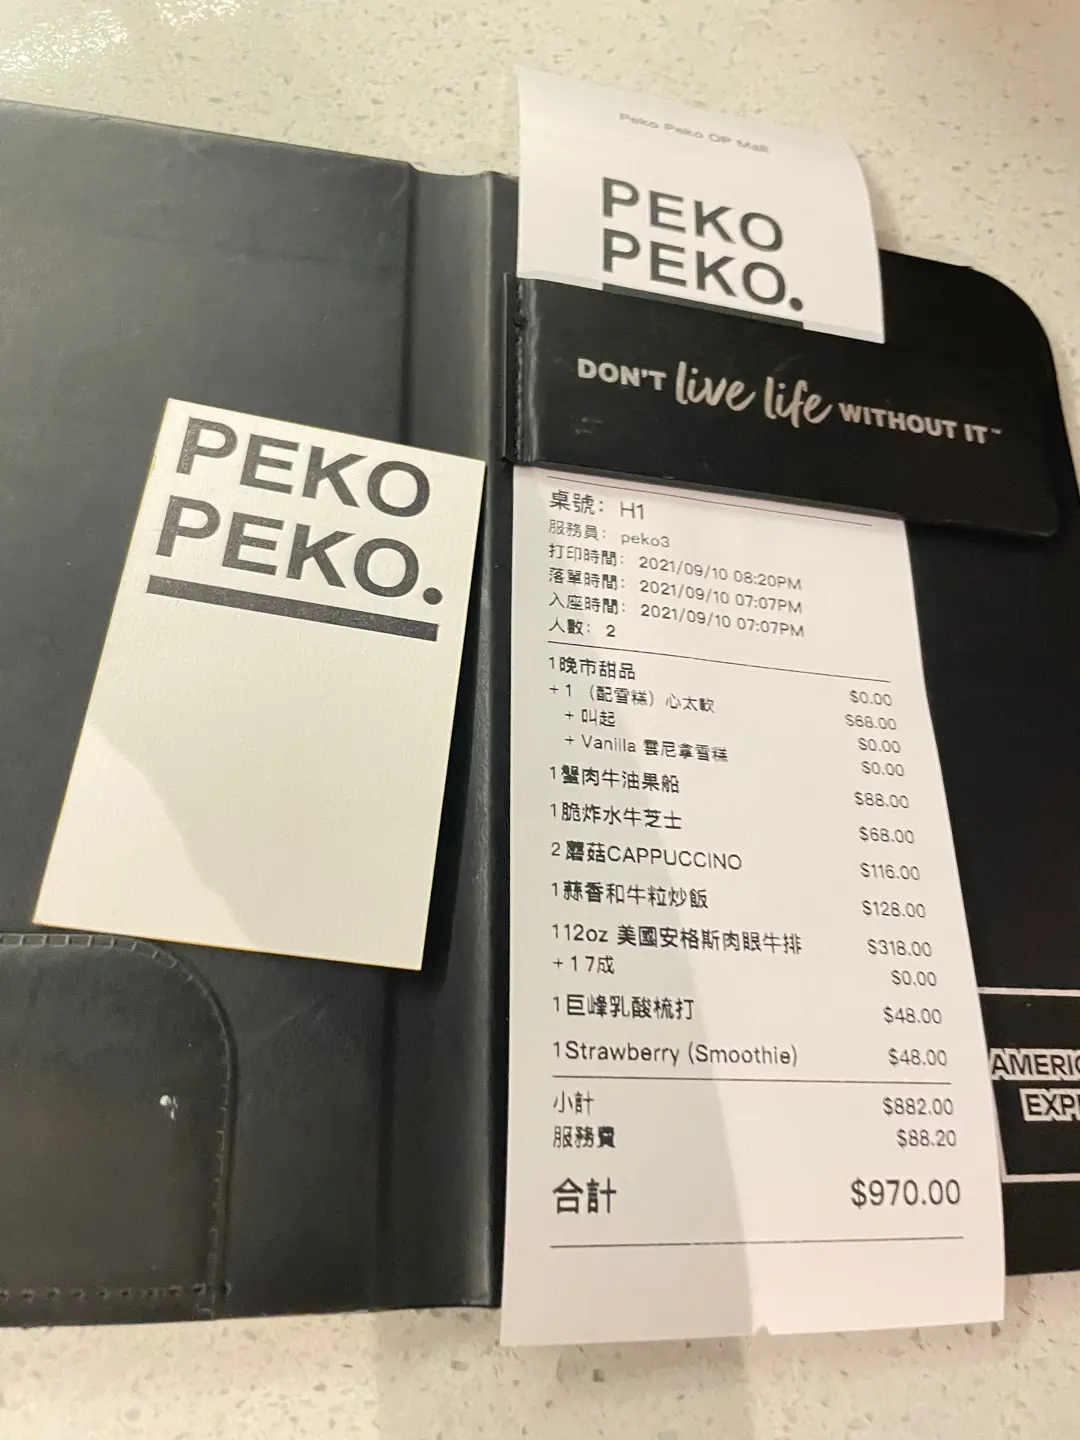 Peko Peko OP Mall
PEKO
PEKO.
DON'T live life WITHOUT IT™
PEKO
PEKO.
桌號： H1
服務員： peko3
打印時間： 2021/09/10 08:20PM
落單時間： 2021/09/10 07:07PM
入座時間： 2021/09/10 07:07PM
人數： 2
1晚市甜品 $0.00
+1 （配雪糕）心太軟 $68.00
+ 叫起 $0.00
+ Vanilla 雲尼拿雪糕 $0.00
1蟹肉牛油果船 $88.00
1脆炸水牛芝士 $68.00
2蘑菇CAPPUCCINO $116.00
1蒜香和牛粒炒飯 $128.00
112oz 美國安格斯肉眼牛排 $318.00
+1 7成 $0.00
1巨峰乳酸梳打 $48.00
1Strawberry (Smoothie) $48.00
小計 $882.00
服務費 $88.20
合計 $970.00
AMERIC
EXP